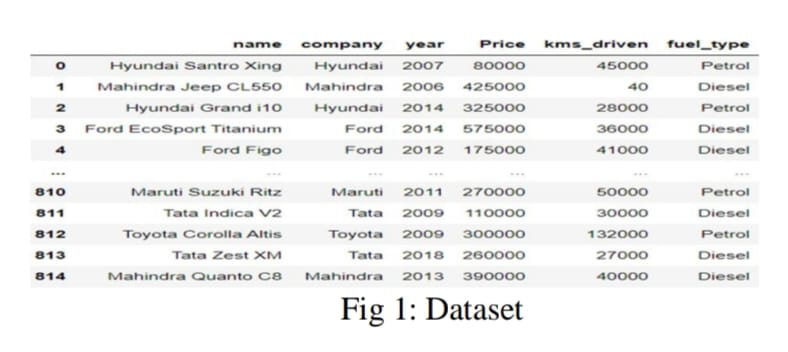 name company year Price kms_driven fuel_type
0 Hyundai Santro Xing Hyundai 2007 80000 45000 Petrol
1 Mahindra Jeep CL550 Mahindra 2006 425000 40 Diesel
2 Hyundai Grand i10 Hyundai 2014 325000 28000 Petrol
3 Ford EcoSport Titanium Ford 2014 575000 36000 Diesel
4 Ford Figo Ford 2012 175000 41000 Diesel
... ... ... ... ... ... ...
810 Maruti Suzuki Ritz Maruti 2011 270000 50000 Petrol
811 Tata Indica V2 Tata 2009 110000 30000 Diesel
812 Toyota Corolla Altis Toyota 2009 300000 132000 Petrol
813 Tata Zest XM Tata 2018 260000 27000 Diesel
814 Mahindra Quanto C8 Mahindra 2013 390000 40000 Diesel
Fig 1: Dataset